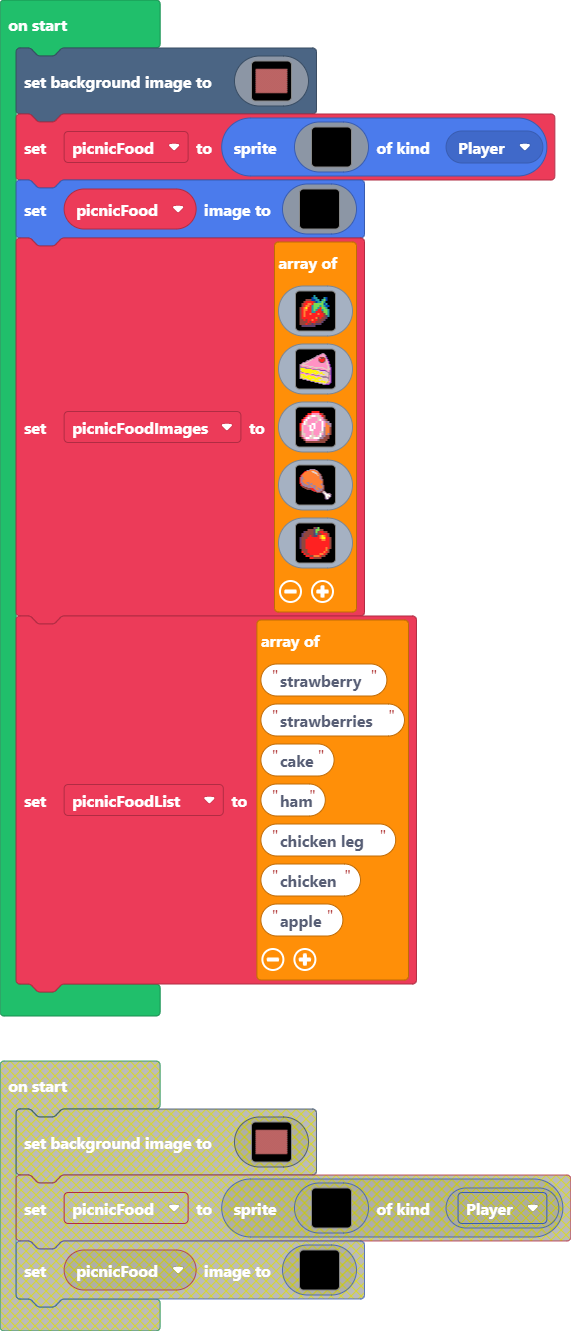 on start
set background image to
set picnicFood to sprite of kind Player
set picnicFood image to
array of
set picnicFoodImages to
array of
"strawberry"
"strawberries"
"cake"
set picnicFoodList to "ham"
"chicken leg"
"chicken"
"apple"
on start
set background image to
set picnicFood to sprite of kind Player
set picnicFood image to